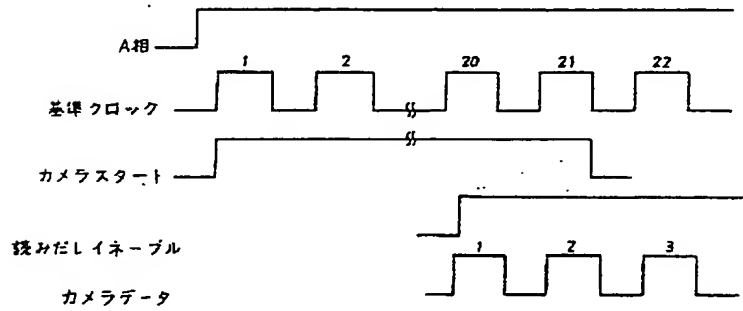 A相
1 2 20 21 22
基準クロック
カメラスタート
読みだしイネーブル
1 2 3
カメラデータ